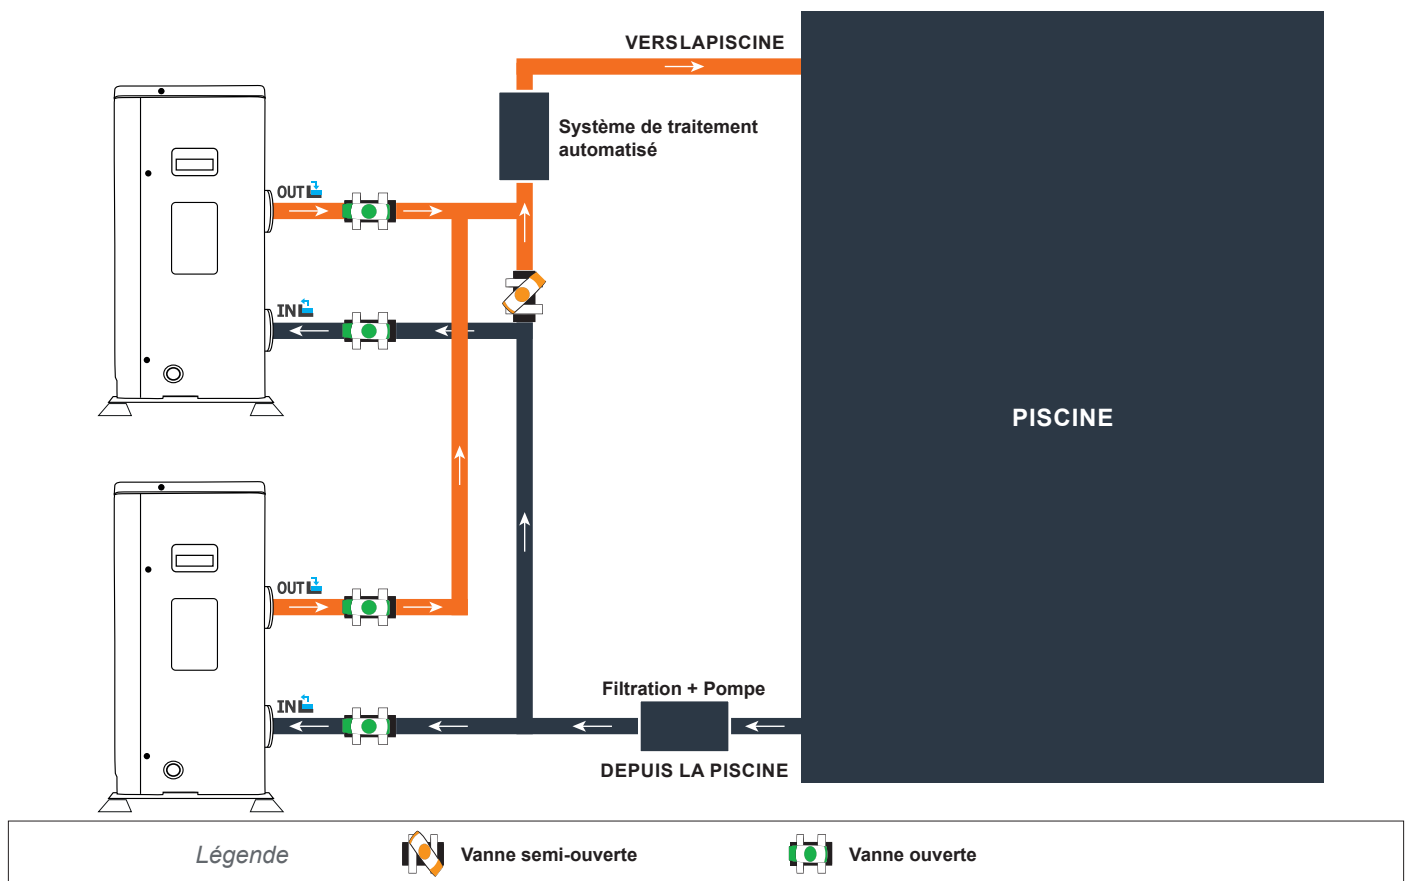 VERSLAPISCINE
Système de traitement
automatisé
OUT
IN
PISCINE
OUT
IN
Filtration + Pompe
DEPUIS LA PISCINE
Légende
Vanne semi-ouverte
Vanne ouverte